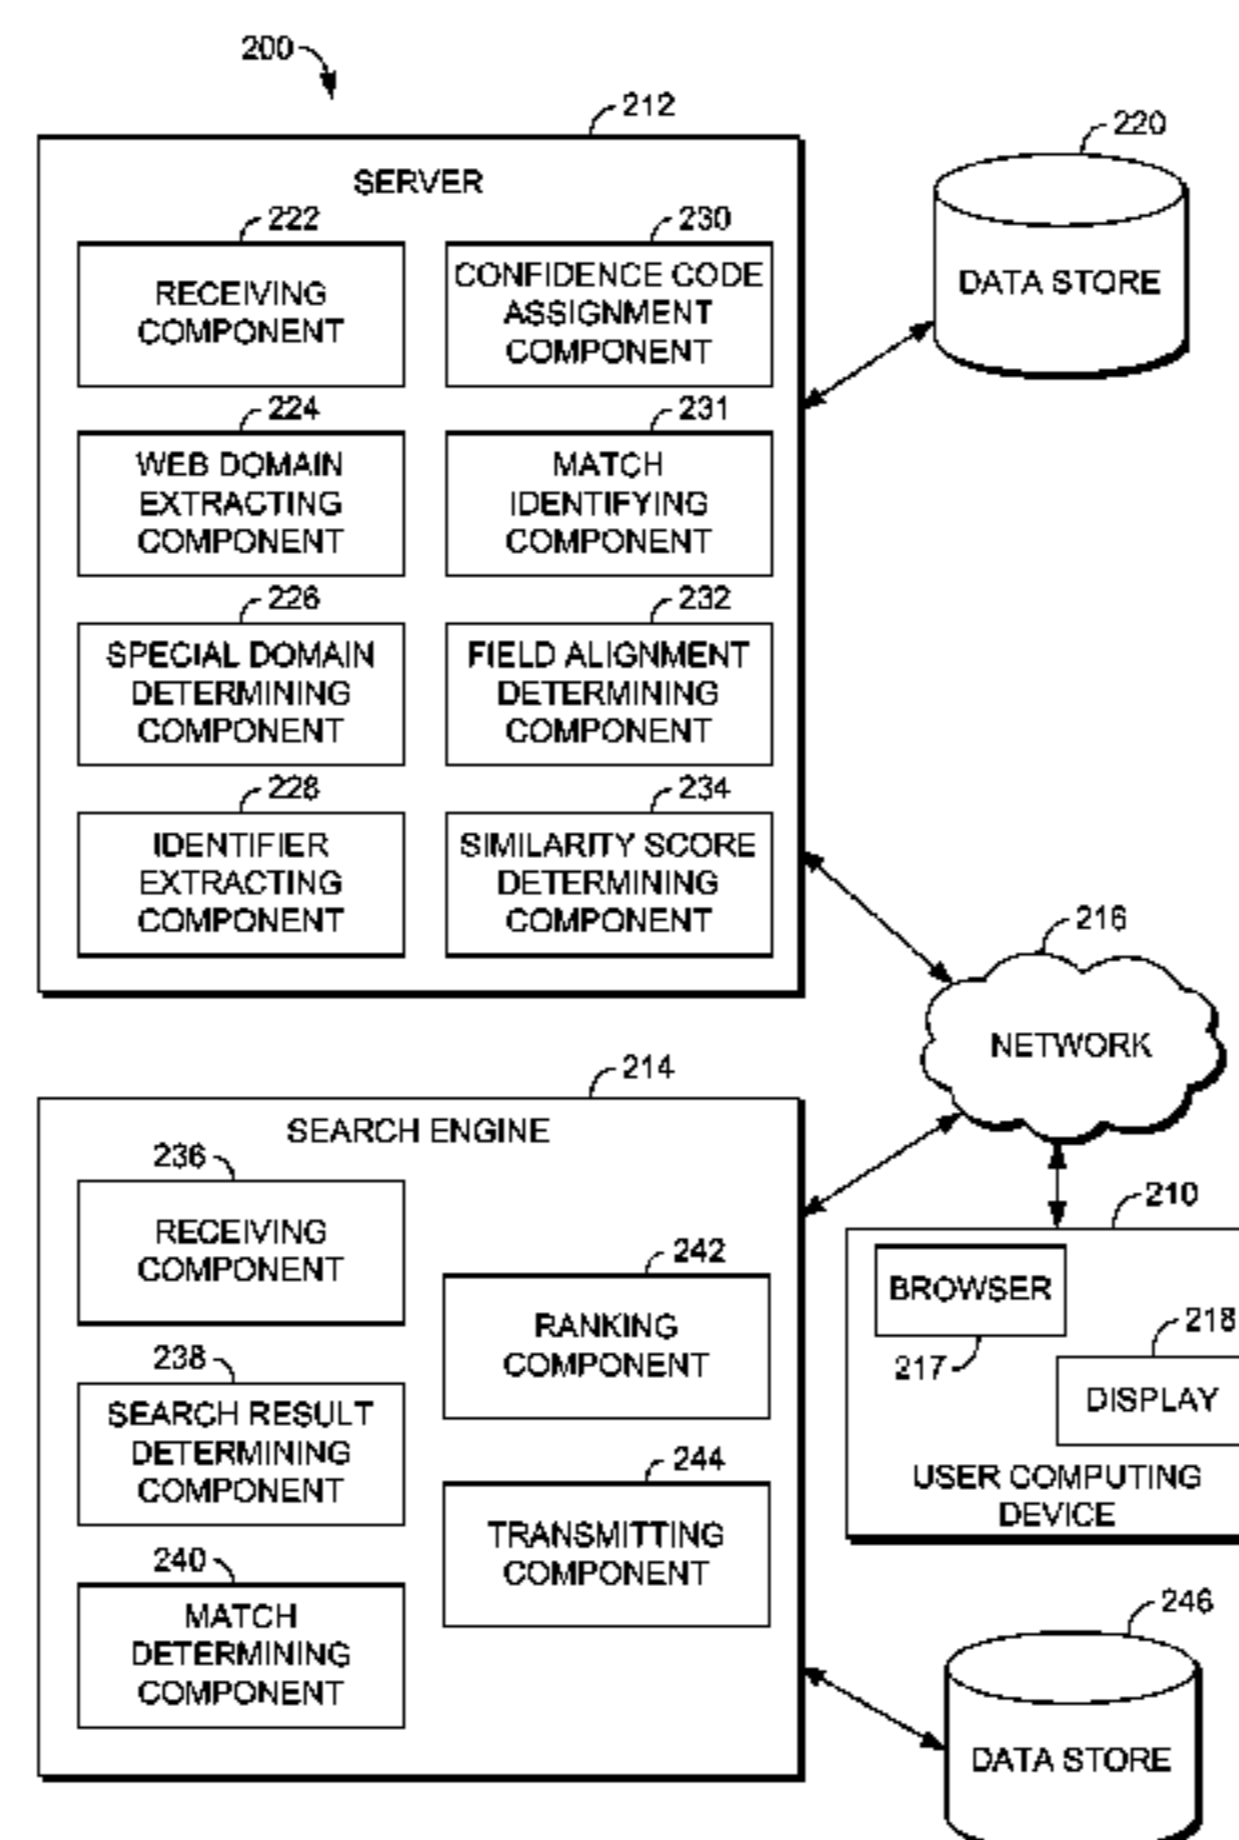 200
212
SERVER
222
RECEIVING
COMPONENT
230
CONFIDENCE CODE
ASSIGNMENT
COMPONENT
224
WEB DOMAIN
EXTRACTING
COMPONENT
231
MATCH
IDENTIFYING
COMPONENT
226
SPECIAL DOMAIN
DETERMINING
COMPONENT
232
FIELD ALIGNMENT
DETERMINING
COMPONENT
228
IDENTIFIER
EXTRACTING
COMPONENT
234
SIMILARITY SCORE
DETERMINING
COMPONENT
220
DATA STORE
216
NETWORK
214
SEARCH ENGINE
236
RECEIVING
COMPONENT
238
SEARCH RESULT
DETERMINING
COMPONENT
240
MATCH
DETERMINING
COMPONENT
242
RANKING
COMPONENT
244
TRANSMITTING
COMPONENT
210
BROWSER
217
218
DISPLAY
USER COMPUTING
DEVICE
246
DATA STORE